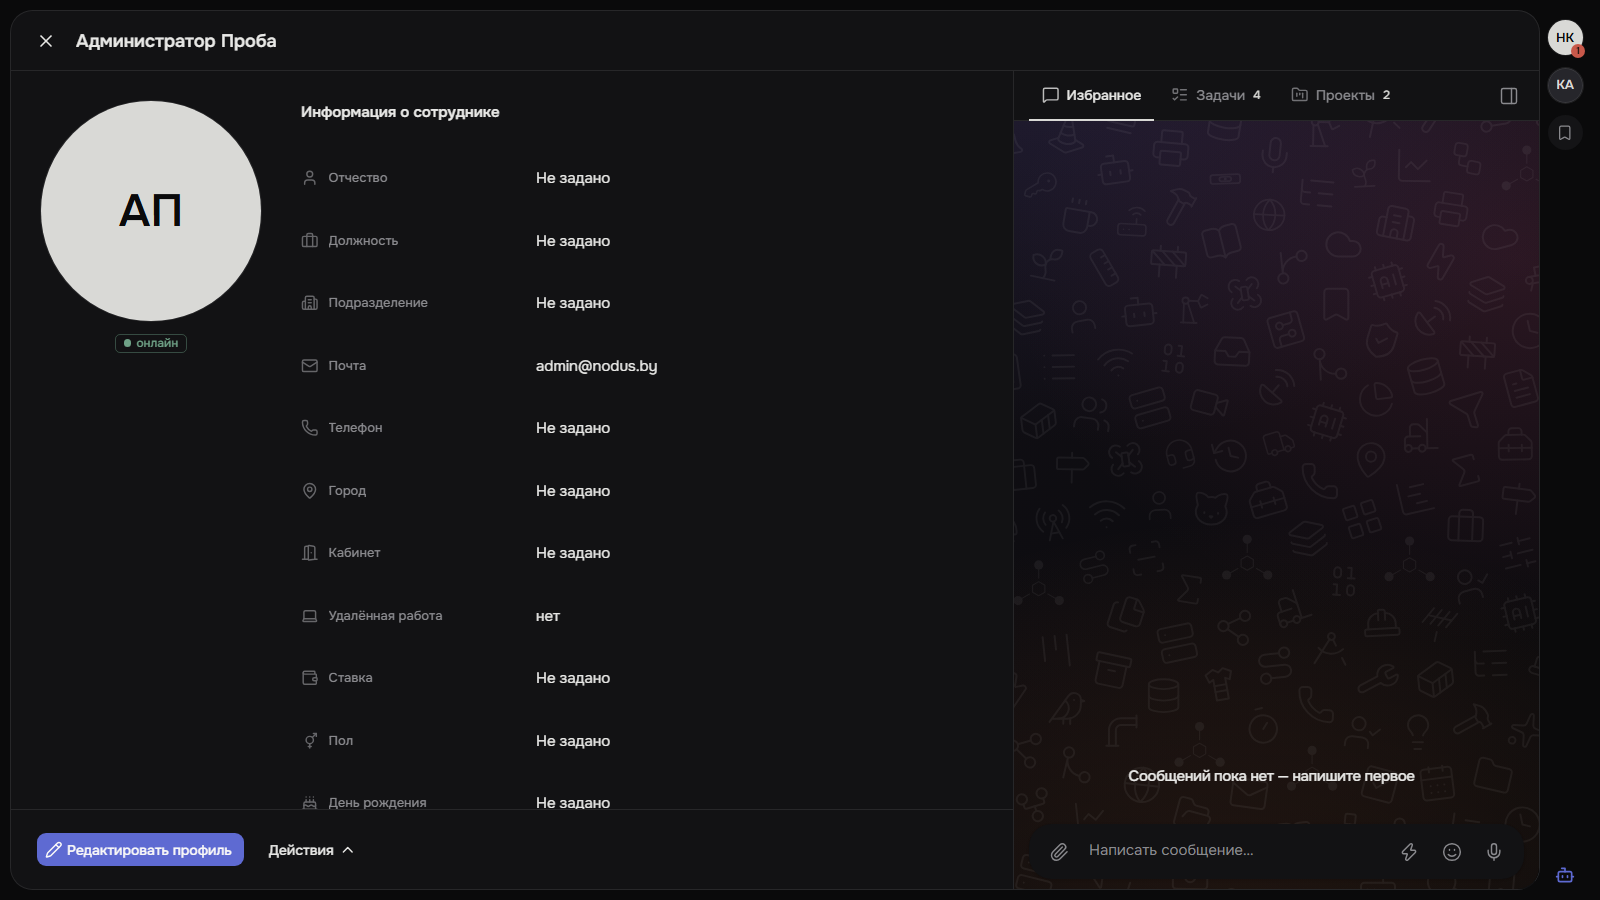 Администратор Проба
НК
1
КА
АП
онлайн
Информация о сотруднике
Отчество Не задано
Должность Не задано
Подразделение Не задано
Почта admin@nodus.by
Телефон Не задано
Город Не задано
Кабинет Не задано
Удалённая работа нет
Ставка Не задано
Пол Не задано
День рождения Не задано
Редактировать профиль Действия
Избранное Задачи 4 Проекты 2
Сообщений пока нет — напишите первое
Написать сообщение...